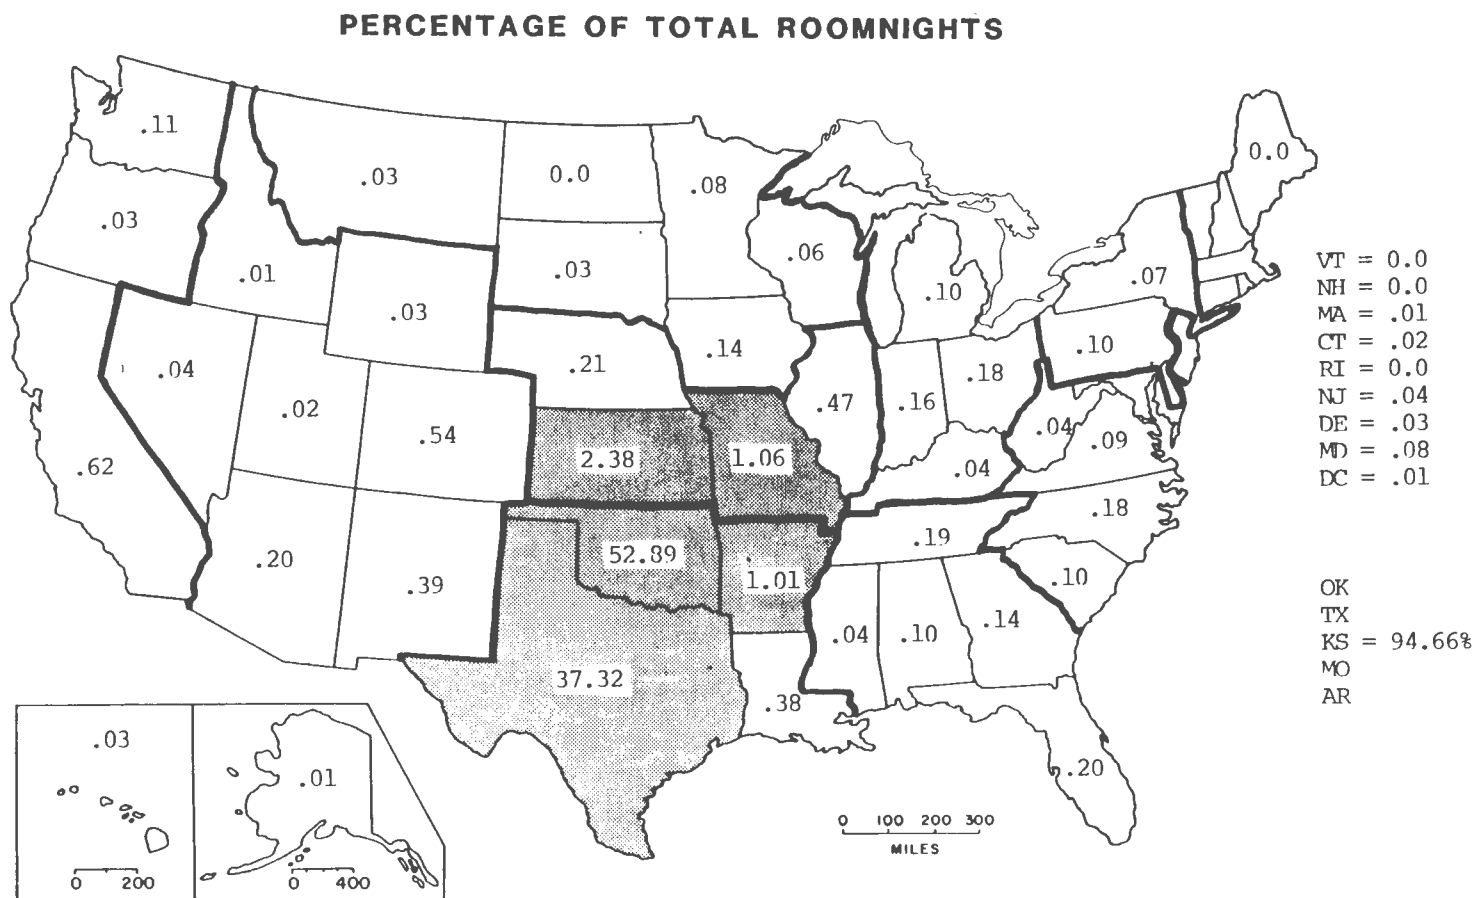 PERCENTAGE OF TOTAL ROOMNIGHTS
.11
.03
0.0
.08
0.0
.03
.01
.03
.03
.06
.10
.07
VT = 0.0
NH = 0.0
MA = .01
CT = .02
RI = 0.0
NJ = .04
DE = .03
MD = .08
DC = .01
.04
.02
.54
.21
.14
.47
.16
.18
.10
.62
2.38
1.06
.04
.04
.09
.20
.39
52.89
1.01
.19
.18
37.32
.38
.04
.10
.14
.10
.20
OK
TX
KS = 94.66%
MO
AR
.03
.01
0 200
0 400
0 100 200 300
MILES